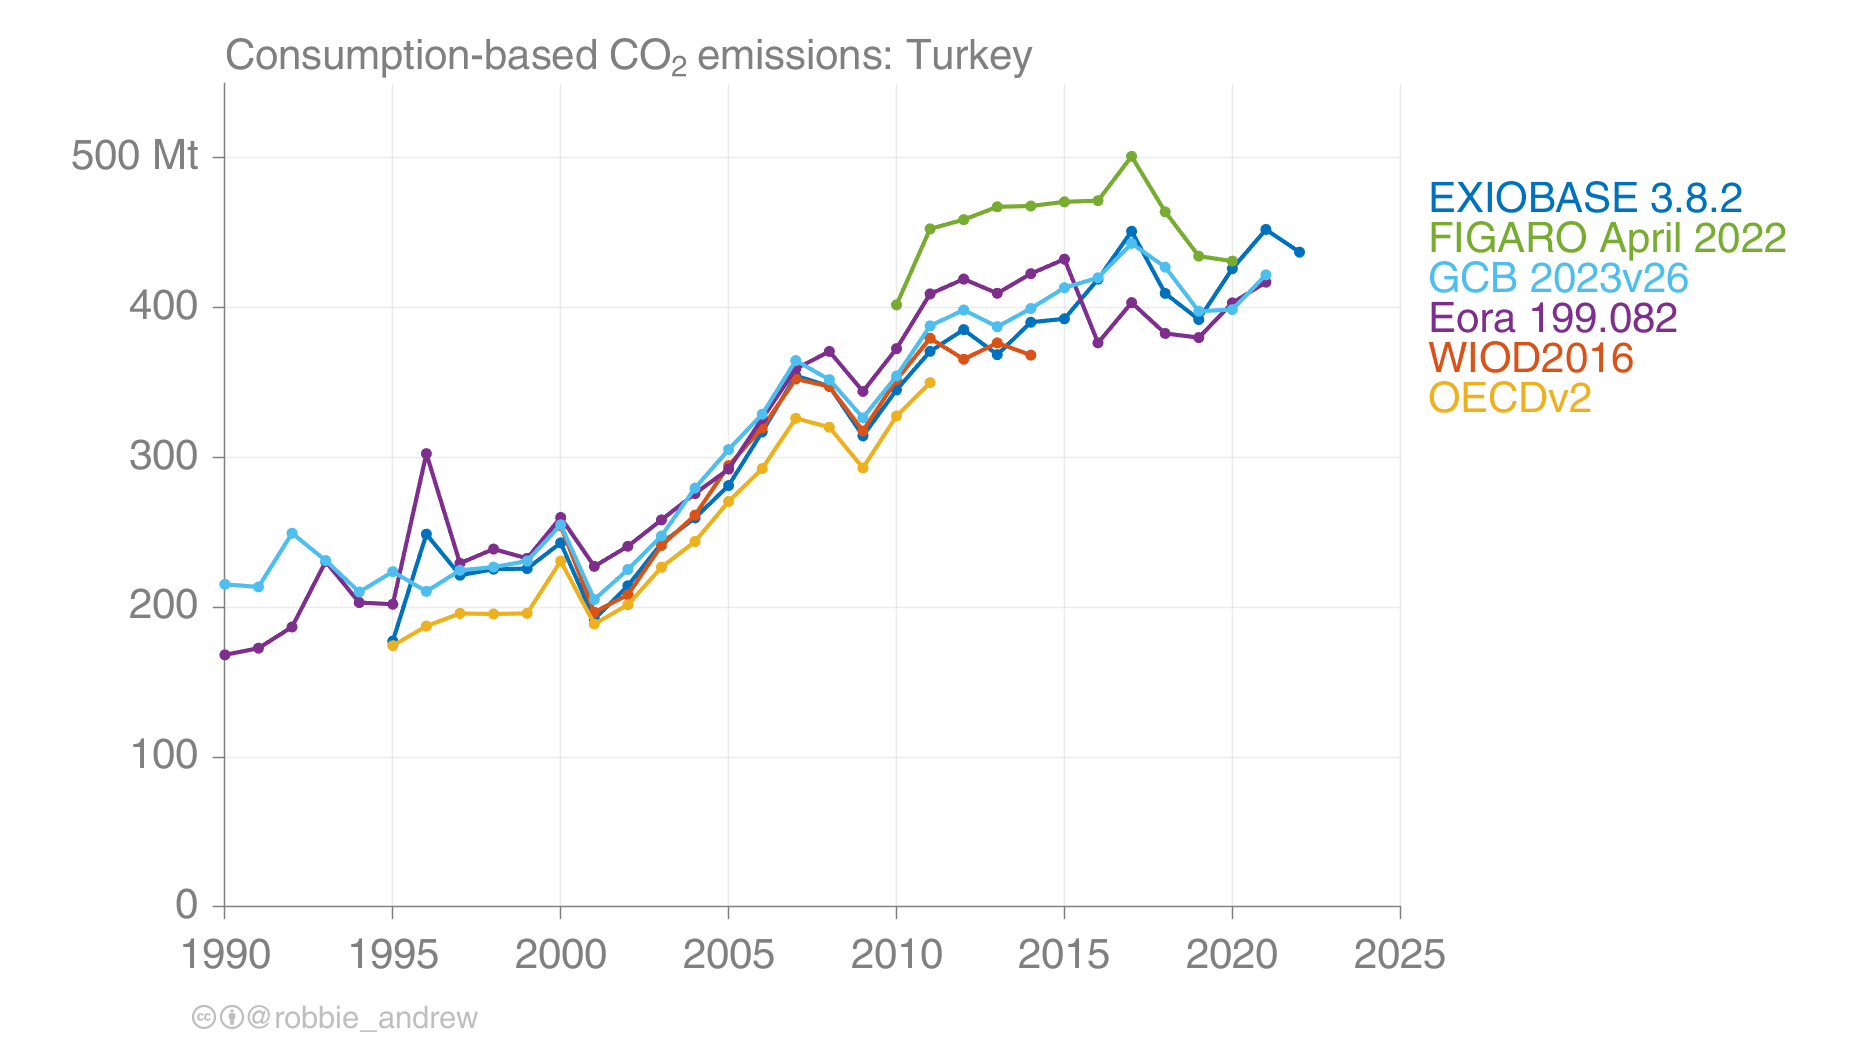 Consumption-based CO₂ emissions: Turkey
500 Mt
400
300
200
100
0
1990 1995 2000 2005 2010 2015 2020 2025
EXIOBASE 3.8.2
FIGARO April 2022
GCB 2023v26
Eora 199.082
WIOD2016
OECDv2
cc @robbie_andrew